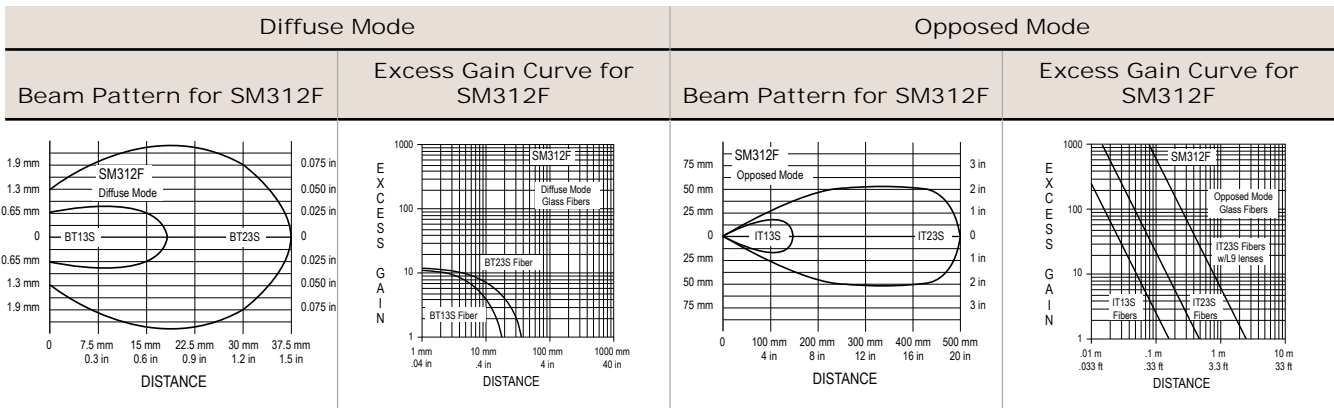 Diffuse Mode
Opposed Mode
Beam Pattern for SM312F
Excess Gain Curve for
SM312F
Beam Pattern for SM312F
Excess Gain Curve for
SM312F
1.9 mm
1.3 mm
0.65 mm
0
0.65 mm
1.3 mm
1.9 mm
SM312F
Diffuse Mode
BT13S
BT23S
0.075 in
0.050 in
0.025 in
0
0.025 in
0.050 in
0.075 in
0 7.5 mm 15 mm 22.5 mm 30 mm 37.5 mm
0.3 in 0.6 in 0.9 in 1.2 in 1.5 in
DISTANCE
EXCESS GAIN
1000
100
10
1
SM312F
Diffuse Mode
Glass Fibers
BT23S Fiber
BT13S Fiber
1 mm 10 mm 100 mm 1000 mm
.04 in .4 in 4 in 40 in
DISTANCE
75 mm
50 mm
25 mm
0
25 mm
50 mm
75 mm
SM312F
Opposed Mode
IT13S
IT23S
3 in
2 in
1 in
0
1 in
2 in
3 in
0 100 mm 200 mm 300 mm 400 mm 500 mm
4 in 8 in 12 in 16 in 20 in
DISTANCE
EXCESS GAIN
1000
100
10
1
SM312F
Opposed Mode
Glass Fibers
IT23S Fibers
w/L9 lenses
IT13S
Fibers
IT23S
Fibers
.01 m .1 m 1 m 10 m
.033 ft .33 ft 3.3 ft 33 ft
DISTANCE